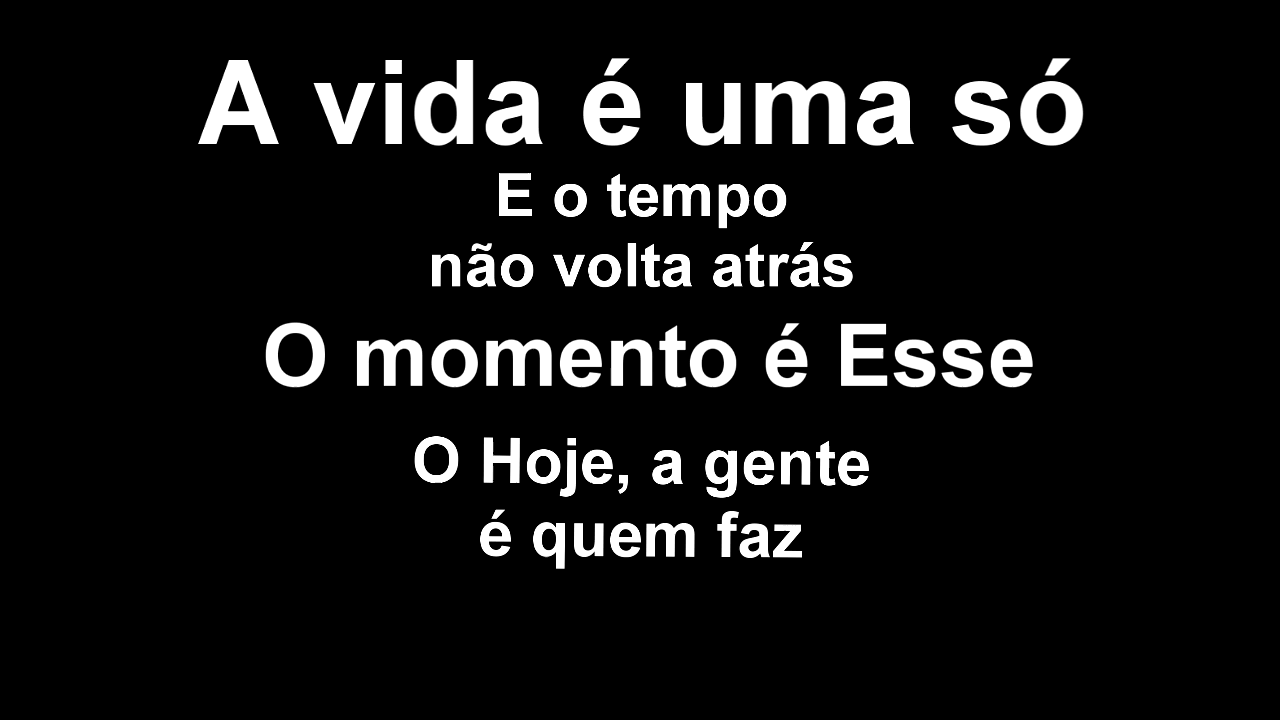 A vida é uma só
E o tempo
não volta atrás
O momento é Esse
O Hoje, a gente
é quem faz